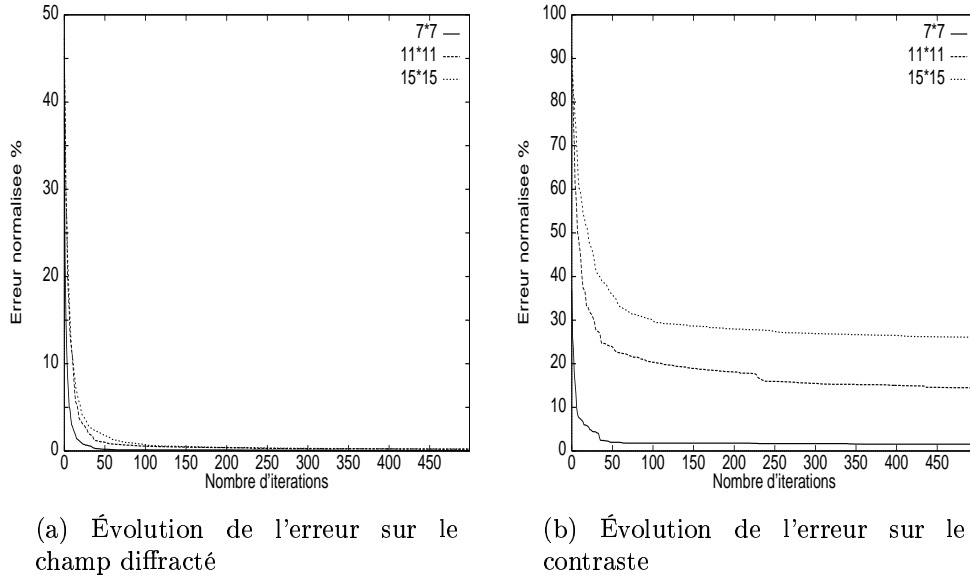 50
40
30
20
10
0
0 50 100 150 200 250 300 350 400 450
Erreur normalisee %
Nombre d'iterations
7*7
11*11
15*15
(a) Évolution de l'erreur sur le
champ diffracté
100
90
80
70
60
50
40
30
20
10
0
0 50 100 150 200 250 300 350 400 450
Erreur normalisee %
Nombre d'iterations
7*7
11*11
15*15
(b) Évolution de l'erreur sur le
contraste